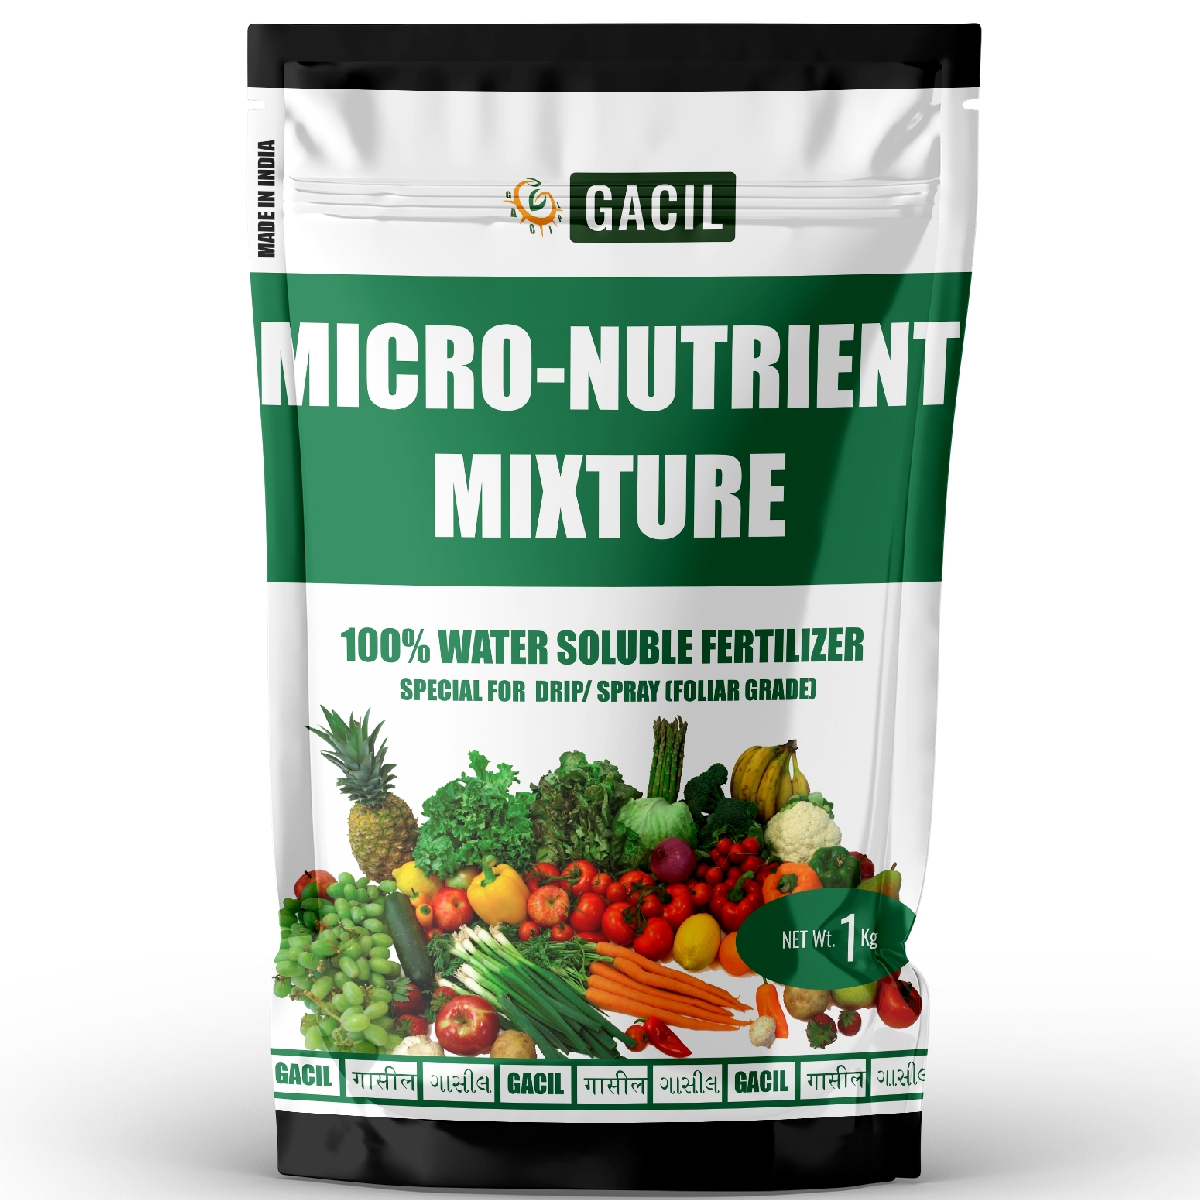 MADE IN INDIA
GACIL
GACIL
MICRO-NUTRIENT
MIXTURE
100% WATER SOLUBLE FERTILIZER
SPECIAL FOR DRIP/ SPRAY (FOLIAR GRADE)
NET Wt. 1 Kg
GACIL गासील ગાસીલ GACIL गासील ગાસીલ GACIL गासील ગાસીલ